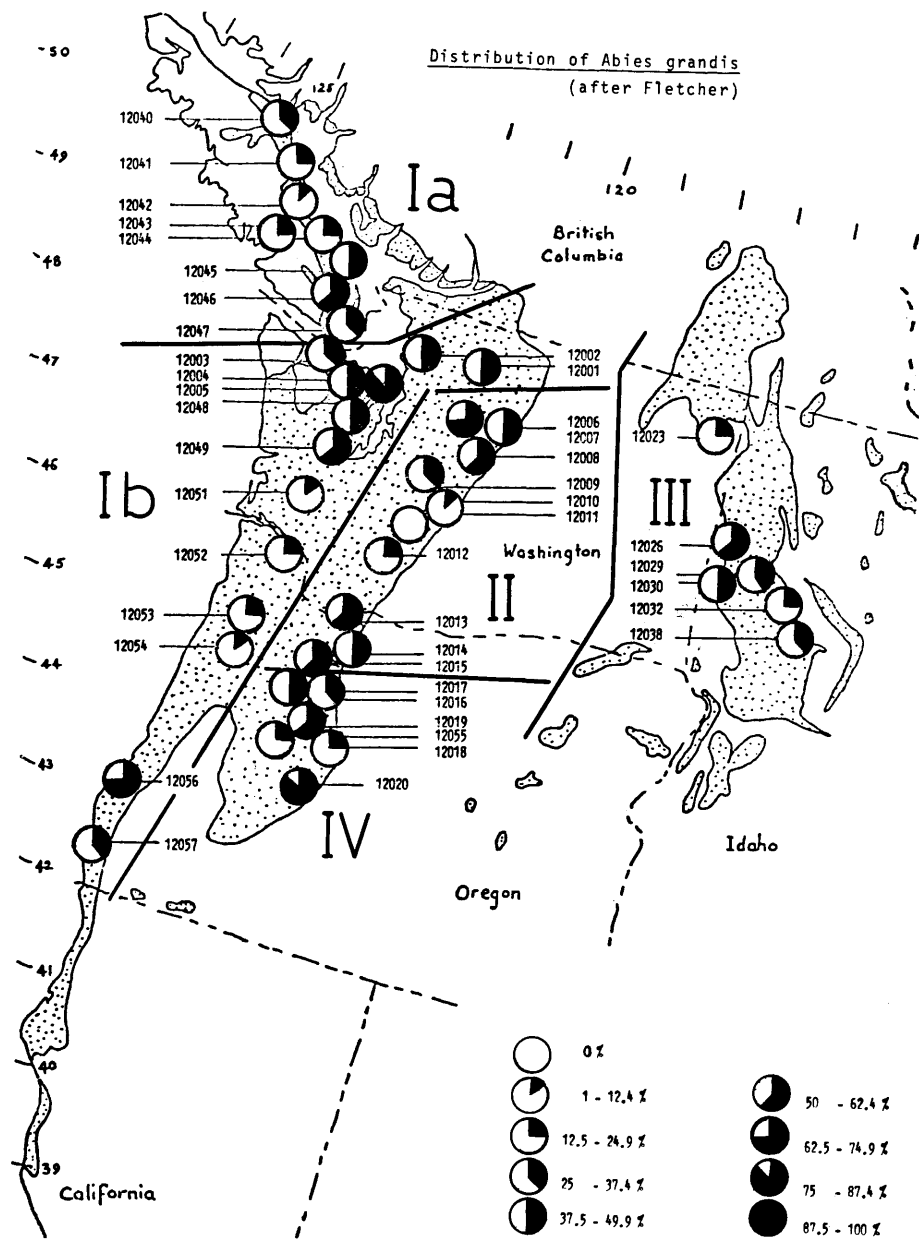 Distribution of Abies grandis
(after Fletcher)
-50
125
12040
-49
12041
Ia
120
12042
12043
12044
British
Columbia
-48
12045
12046
12047
-47
12003
12004
12005
12048
12002
12001
12049
12006
12007
12008
12023
-46
Ib
12051
12009
12010
12011
III
12026
12029
12030
12032
12038
12052
12012
Washington
-45
II
12053
12054
12013
12014
12015
-44
12017
12016
12019
12055
12018
-43
12056
12020
12057
IV
Idaho
-42
Oregon
41
40
39
California
0 %
1 - 12.4 %
12.5 - 24.9 %
25 - 37.4 %
37.5 - 49.9 %
50 - 62.4 %
62.5 - 74.9 %
75 - 87.4 %
87.5 - 100 %